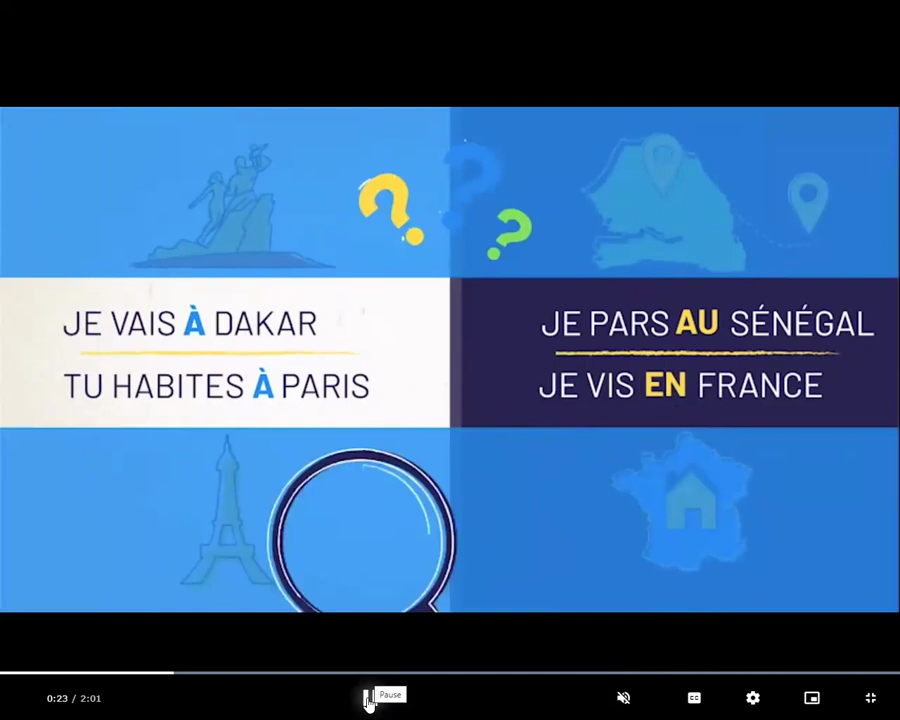 JE VAIS À DAKAR
TU HABITES À PARIS
JE PARS AU SÉNÉGAL
JE VIS EN FRANCE
0:23 / 2:01
Pause
CC